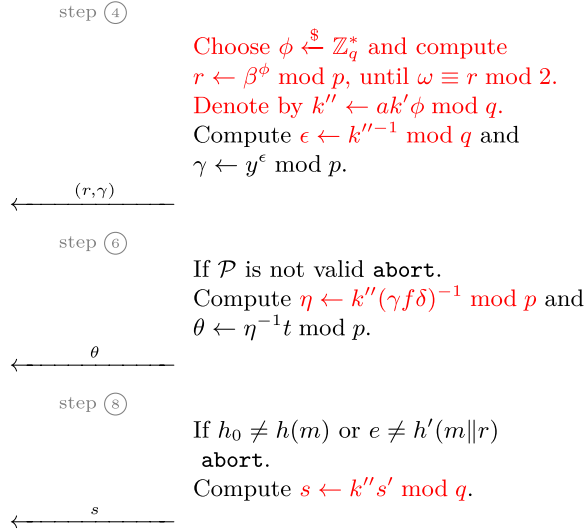 step ④
Choose ϕ ←$ ℤ_q^* and compute
r ← β^ϕ mod p, until ω ≡ r mod 2.
Denote by k″ ← ak′ϕ mod q.
Compute ϵ ← k″^{−1} mod q and
γ ← y^ϵ mod p.
(r,γ)
step ⑥
If 𝒫 is not valid abort.
Compute η ← k″(γfδ)^{−1} mod p and
θ ← η^{−1}t mod p.
θ
step ⑧
If h_0 ≠ h(m) or e ≠ h′(m∥r)
abort.
Compute s ← k″s′ mod q.
s